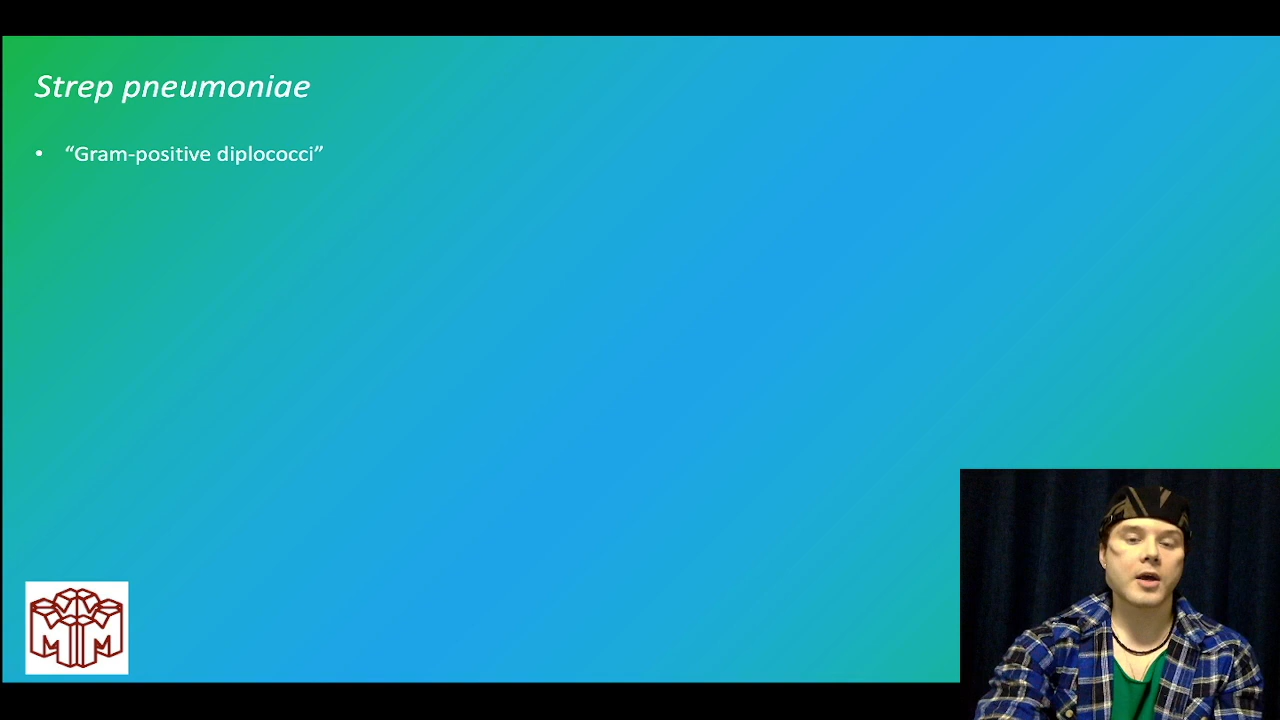 Strep pneumoniae
• “Gram-positive diplococci”